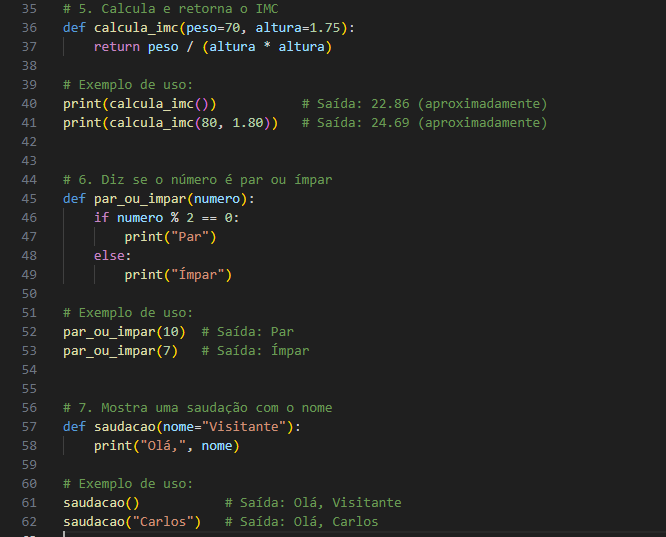 35 # 5. Calcula e retorna o IMC
36 def calcula_imc(peso=70, altura=1.75):
37     return peso / (altura * altura)
38
39 # Exemplo de uso:
40 print(calcula_imc())           # Saída: 22.86 (aproximadamente)
41 print(calcula_imc(80, 1.80))   # Saída: 24.69 (aproximadamente)
42
43
44 # 6. Diz se o número é par ou ímpar
45 def par_ou_impar(numero):
46     if numero % 2 == 0:
47         print("Par")
48     else:
49         print("Ímpar")
50
51 # Exemplo de uso:
52 par_ou_impar(10)  # Saída: Par
53 par_ou_impar(7)   # Saída: Ímpar
54
55
56 # 7. Mostra uma saudação com o nome
57 def saudacao(nome="Visitante"):
58     print("Olá,", nome)
59
60 # Exemplo de uso:
61 saudacao()           # Saída: Olá, Visitante
62 saudacao("Carlos")   # Saída: Olá, Carlos